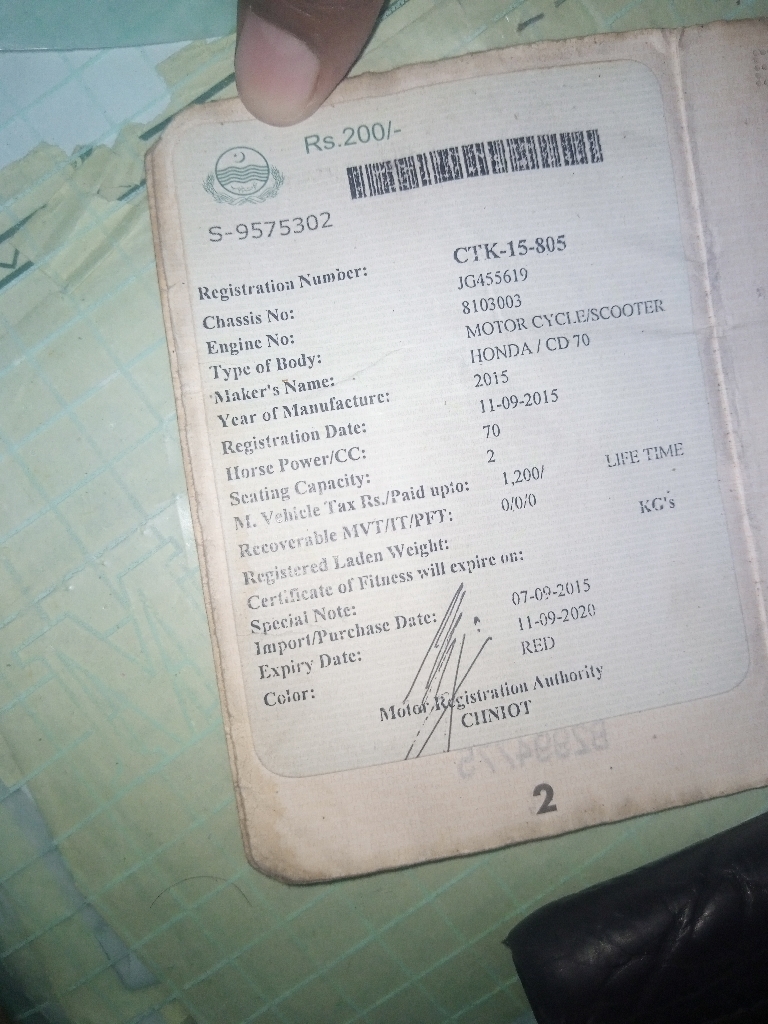 Rs.200/-
S-9575302
Registration Number: CTK-15-805
Chassis No: JG455619
Engine No: 8103003
Type of Body: MOTOR CYCLE/SCOOTER
Maker's Name: HONDA / CD 70
Year of Manufacture: 2015
Registration Date: 11-09-2015
Horse Power/CC: 70
Seating Capacity: 2
M. Vehicle Tax Rs./Paid upto: 1,200/ LIFE TIME
Recoverable MVT/IT/PFT: 0/0/0
Registered Laden Weight: KG's
Certificate of Fitness will expire on:
Special Note:
Import/Purchase Date: 07-09-2015
Expiry Date: 11-09-2020
Color: RED
Motor Registration Authority
CHNIOT
2